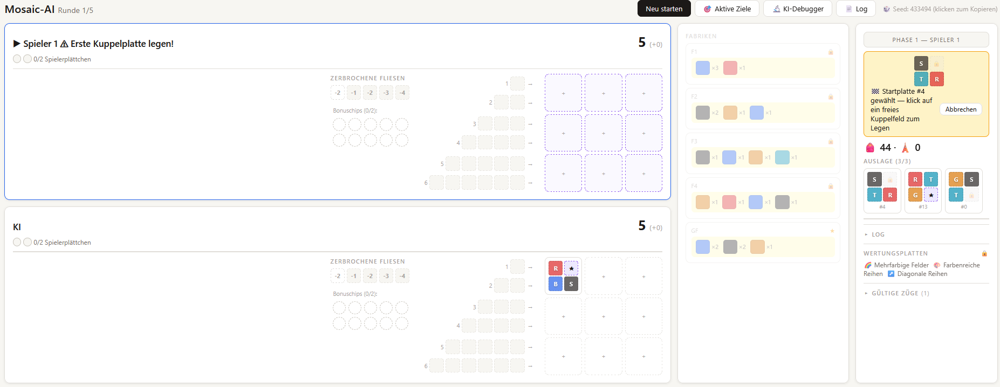 Mosaic-AI Runde 1/5
Neu starten
🎯 Aktive Ziele
🔬 KI-Debugger
📄 Log
🎲 Seed: 433494 (klicken zum Kopieren)
▶ Spieler 1 ⚠ Erste Kuppelplatte legen!
5 (+0)
0/2 Spielerplättchen
ZERBROCHENE FLIESEN
-2 -1 -2 -3 -4
Bonuschips (0/2):
1 →
2 →
3 →
4 →
5 →
6 →
+ + +
+ + +
+ + +
KI
5 (+0)
0/2 Spielerplättchen
ZERBROCHENE FLIESEN
-2 -1 -2 -3 -4
Bonuschips (0/2):
1 →
2 →
3 →
4 →
5 →
6 →
R ★
B S
+ +
+ + +
+ + +
FABRIKEN
F1
×3 ×1
F2
×2 ×1 ×1
F3
×1 ×1 ×1 ×1
F4
×1 ×1 ×1 ×1
GF ★
×2 ×2 ×1
PHASE 1 — SPIELER 1
S
T R
Startplatte #4
gewählt — klick auf
ein freies
Kuppelfeld zum
Legen
Abbrechen
44 · 0
AUSLAGE (3/3)
S
T R
#4
R T
G ★
#13
G S
T
#0
▸ LOG
WERTUNGSPLATTEN
🌈 Mehrfarbige Felder 🎨 Farbenreiche
Reihen ↗ Diagonale Reihen
▸ GÜLTIGE ZÜGE (1)